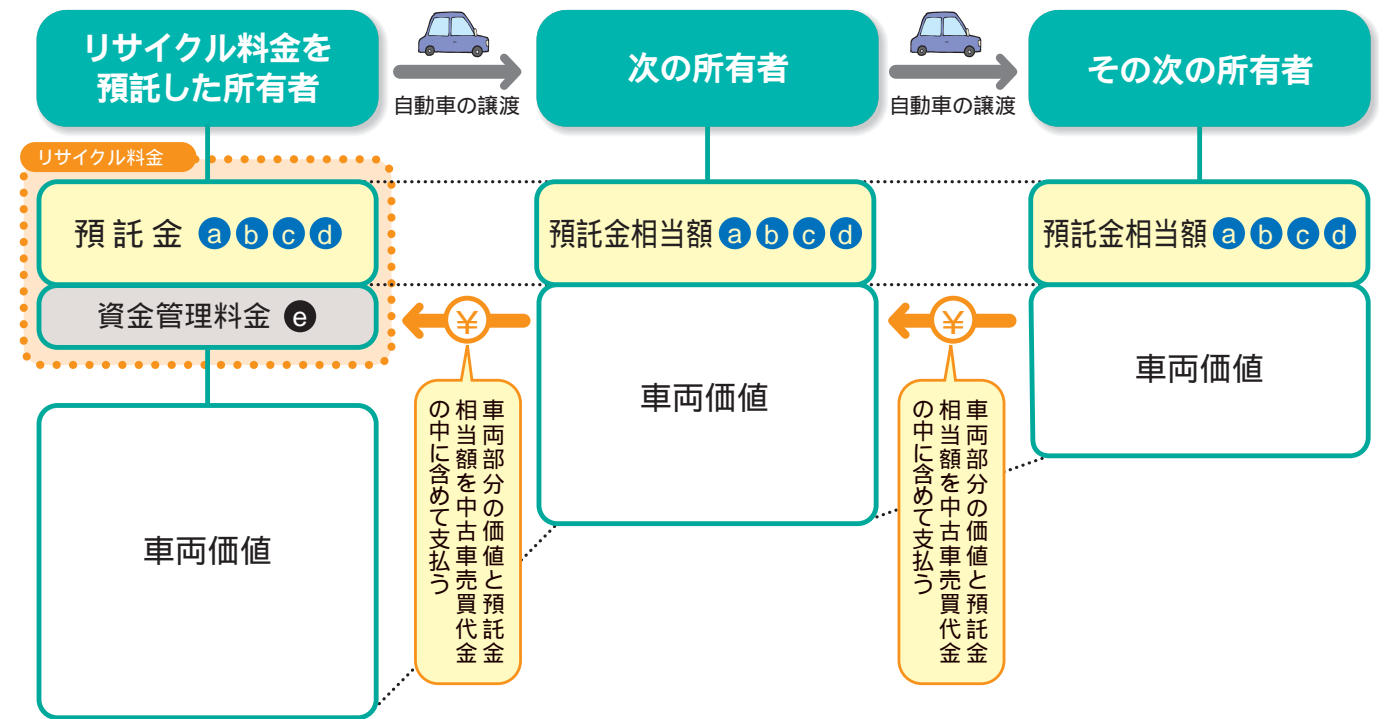 リサイクル料金を
預託した所有者
自動車の譲渡
次の所有者
自動車の譲渡
その次の所有者
リサイクル料金
預託金 a b c d
資金管理料金 e
車両価値
車両部分の価値と預託金
相当額を中古車売買代金
の中に含めて支払う
¥
預託金相当額 a b c d
車両価値
車両部分の価値と預託金
相当額を中古車売買代金
の中に含めて支払う
¥
預託金相当額 a b c d
車両価値